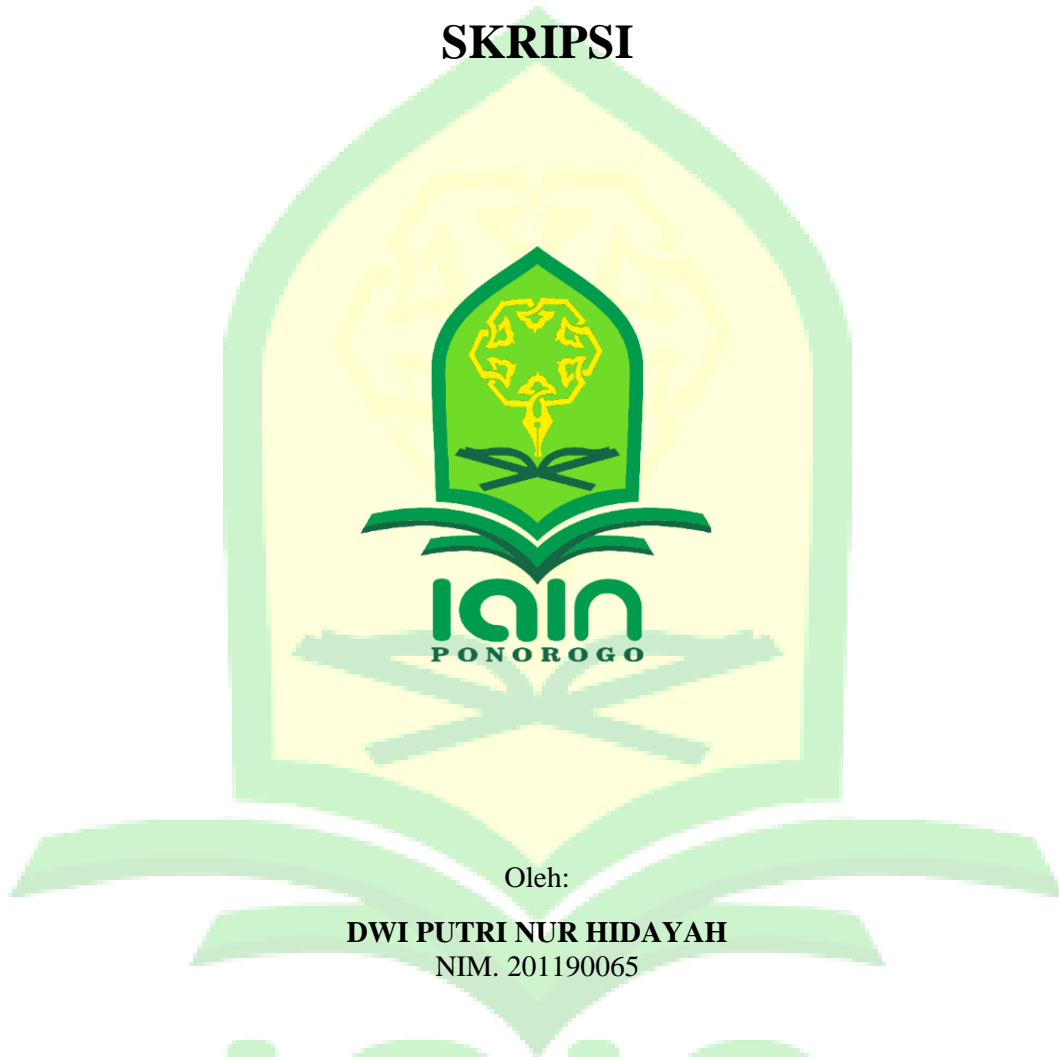 SKRIPSI
IAIN
PONOROGO
Oleh:
DWI PUTRI NUR HIDAYAH
NIM. 201190065